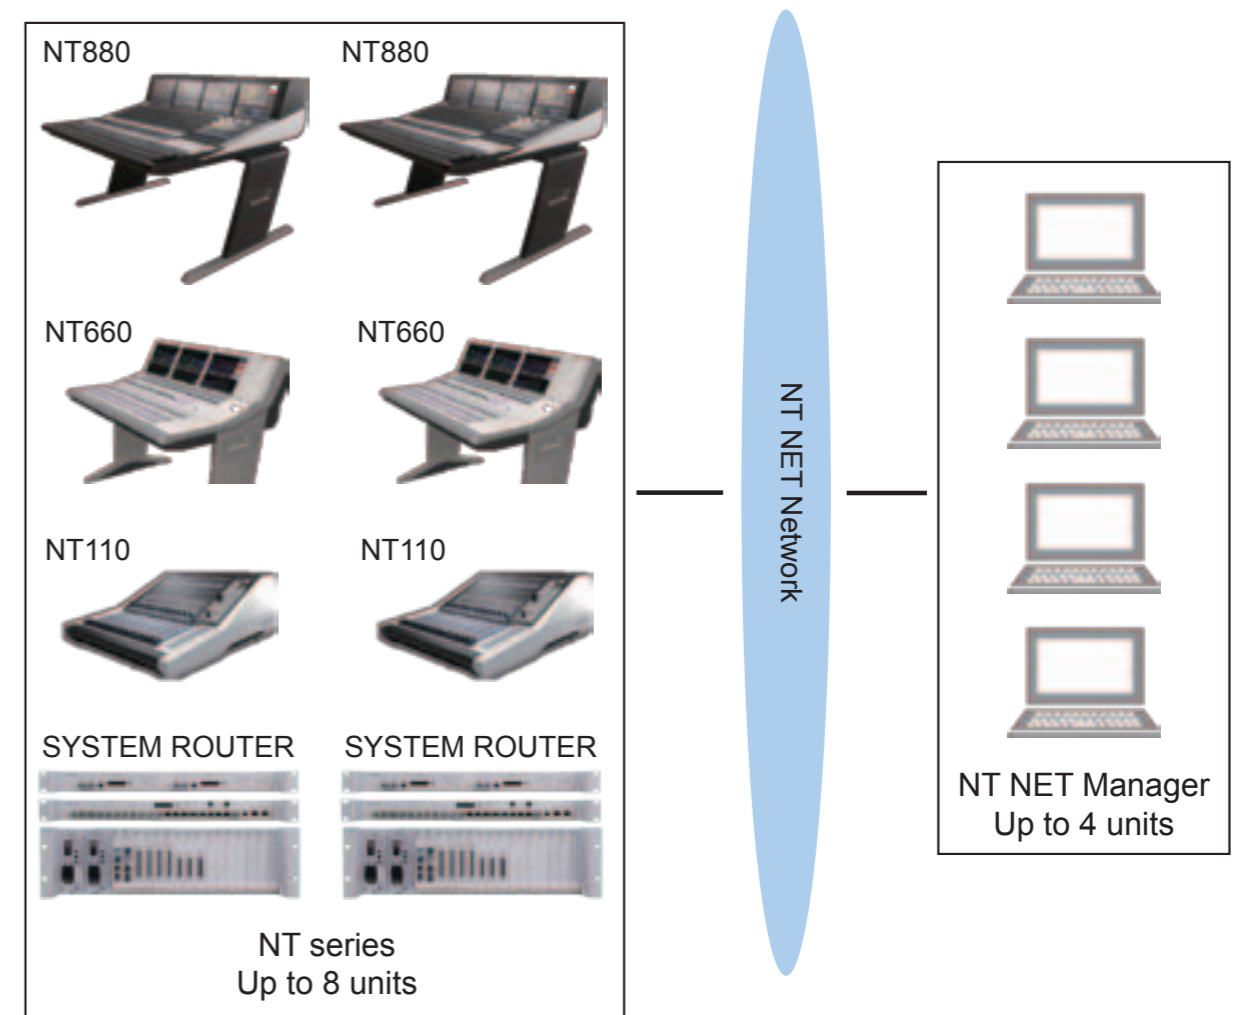 NT880
NT880
NT660
NT660
NT110
NT110
SYSTEM ROUTER
SYSTEM ROUTER
NT series
Up to 8 units
NT NET Network
NT NET Manager
Up to 4 units